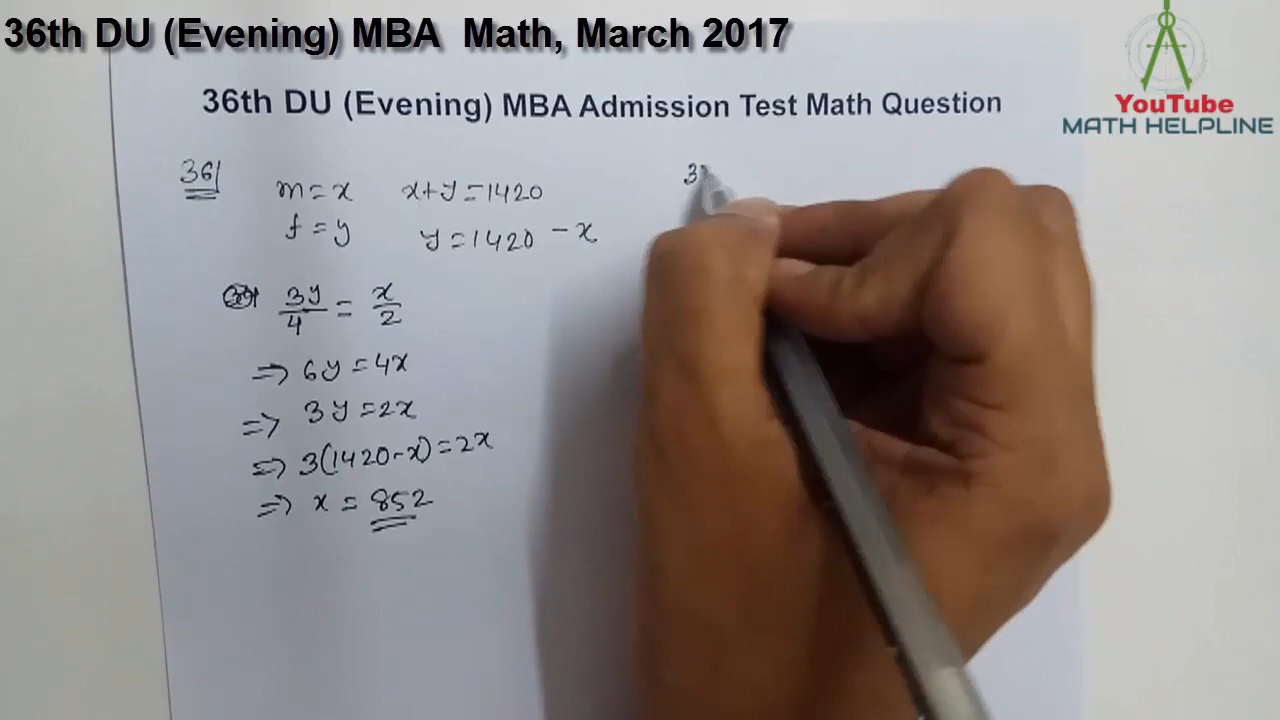 36th DU (Evening) MBA Math, March 2017
YouTube
MATH HELPLINE
36th DU (Evening) MBA Admission Test Math Question
36|
m = x x+y = 1420
f = y y = 1420 - x
3y/4 = x/2
=> 6y = 4x
=> 3y = 2x
=> 3(1420-x) = 2x
=> x = 852